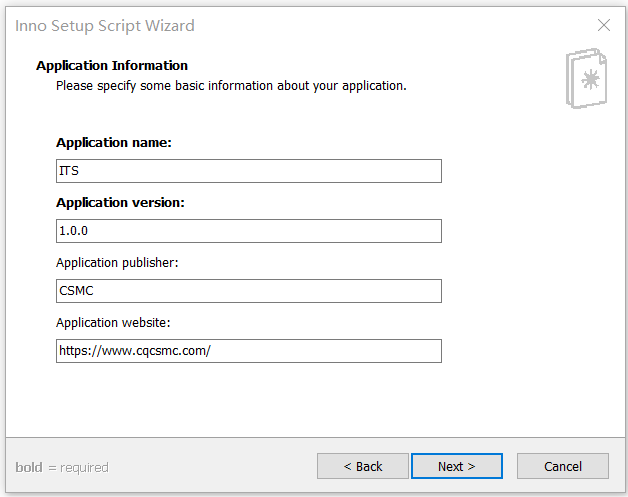 Inno Setup Script Wizard
Application Information
Please specify some basic information about your application.
Application name:
ITS
Application version:
1.0.0
Application publisher:
CSMC
Application website:
https://www.cqcsmc.com/
bold = required
< Back
Next >
Cancel